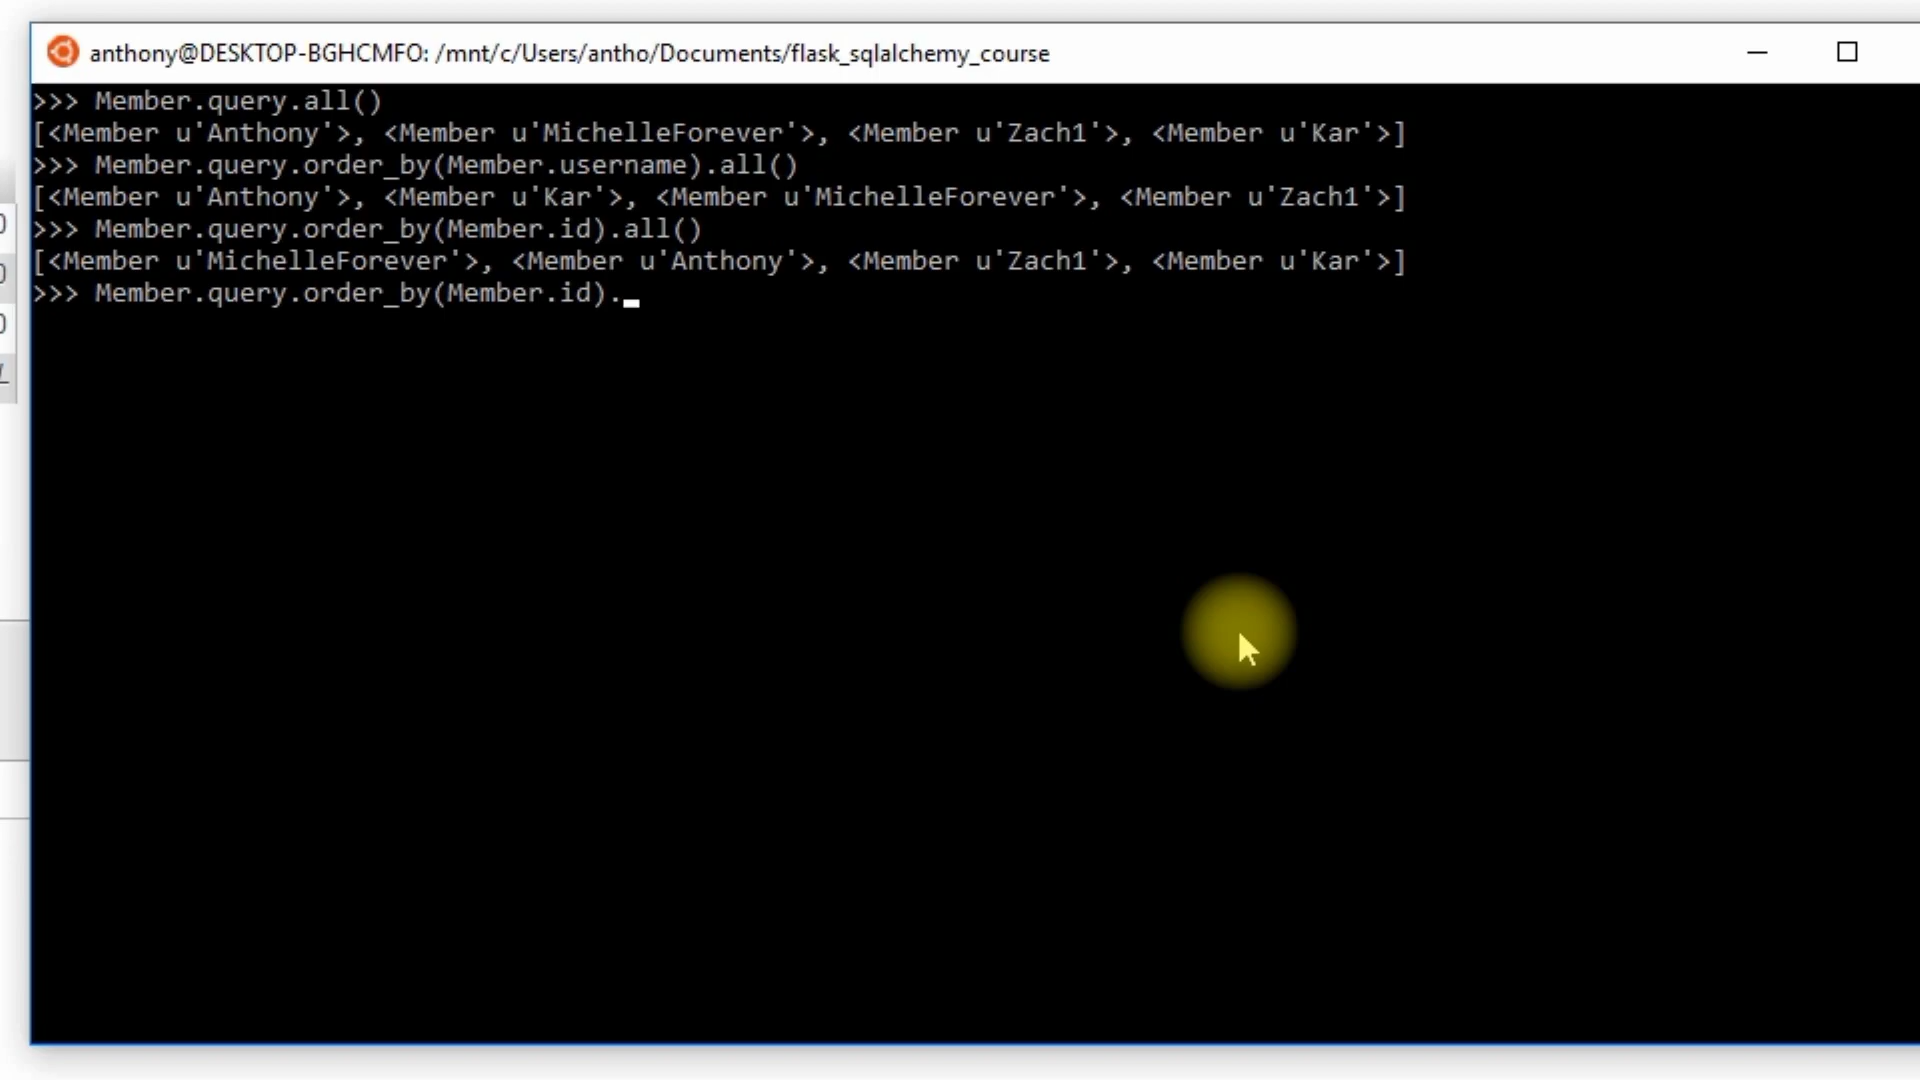 anthony@DESKTOP-BGHCMFO: /mnt/c/Users/antho/Documents/flask_sqlalchemy_course
>>> Member.query.all()
[<Member u'Anthony'>, <Member u'MichelleForever'>, <Member u'Zach1'>, <Member u'Kar'>]
>>> Member.query.order_by(Member.username).all()
[<Member u'Anthony'>, <Member u'Kar'>, <Member u'MichelleForever'>, <Member u'Zach1'>]
>>> Member.query.order_by(Member.id).all()
[<Member u'MichelleForever'>, <Member u'Anthony'>, <Member u'Zach1'>, <Member u'Kar'>]
>>> Member.query.order_by(Member.id).